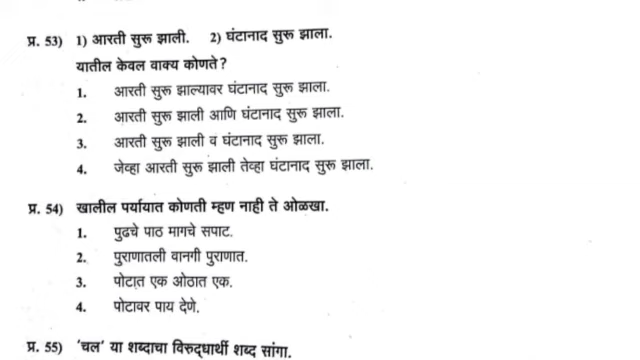 प्र. 53) 1) आरती सुरू झाली. 2) घंटानाद सुरू झाला.
यातील केवल वाक्य कोणते?
1. आरती सुरू झाल्यावर घंटानाद सुरू झाला.
2. आरती सुरू झाली आणि घंटानाद सुरू झाला.
3. आरती सुरू झाली व घंटानाद सुरू झाला.
4. जेव्हा आरती सुरू झाली तेव्हा घंटानाद सुरू झाला.
प्र. 54) खालील पर्यायात कोणती म्हण नाही ते ओळखा.
1. पुढचे पाठ मागचे सपाट.
2. पुराणातली वानगी पुराणात.
3. पोटात एक ओठात एक.
4. पोटावर पाय देणे.
प्र. 55) 'चल' या शब्दाचा विरुद्धार्थी शब्द सांगा.